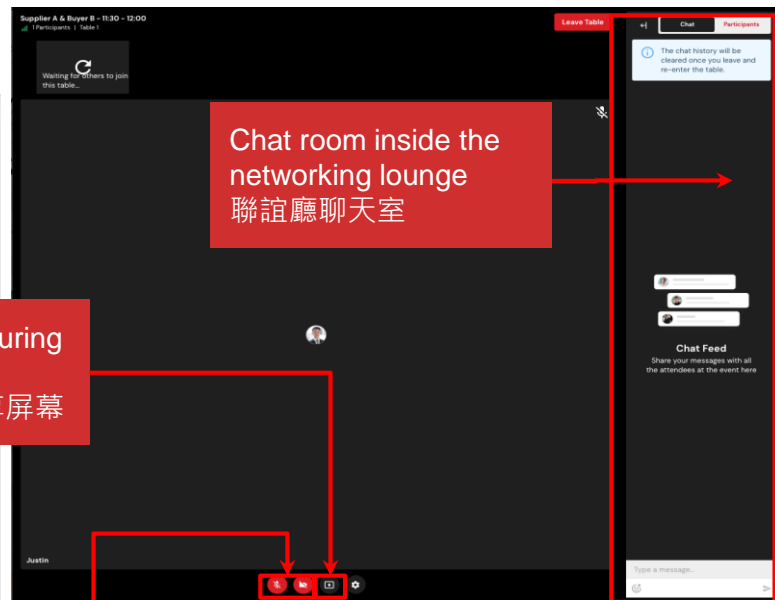 Supplier A & Buyer B - 11:30 - 12:00
1 Participants | Table 1
Leave Table
Chat
Participants
The chat history will be
cleared once you leave and
re-enter the table.
Waiting for others to join
this table...
Chat room inside the
networking lounge
聯誼廳聊天室
uring
屏幕
Chat Feed
Share your messages with all
the attendees at the event here
Justin
Type a message...